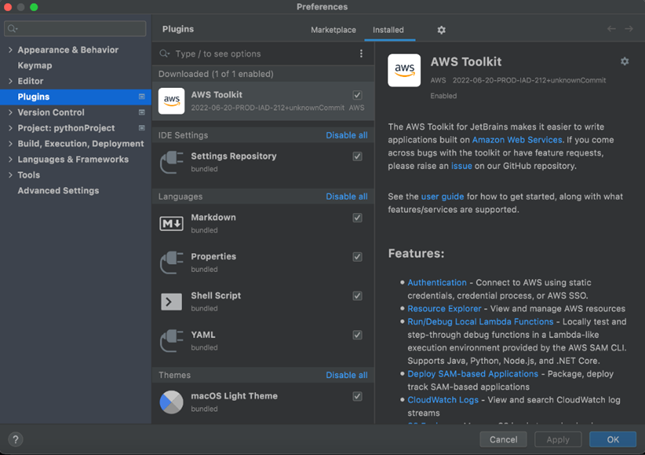 Preferences
Plugins
Marketplace
Installed
Appearance & Behavior
Keymap
Editor
Plugins
Version Control
Project: pythonProject
Build, Execution, Deployment
Languages & Frameworks
Tools
Advanced Settings
Type / to see options
Downloaded (1 of 1 enabled)
aws
AWS Toolkit
2022-06-20-PROD-IAD-212+unknownCommit AWS
IDE Settings
Disable all
Settings Repository
bundled
Languages
Disable all
Markdown
bundled
Properties
bundled
Shell Script
bundled
YAML
bundled
Themes
Disable all
macOS Light Theme
bundled
aws
AWS Toolkit
AWS 2022-06-20-PROD-IAD-212+unknownCommit
Enabled
The AWS Toolkit for JetBrains makes it easier to write
applications built on Amazon Web Services. If you come
across bugs with the toolkit or have feature requests,
please raise an issue on our GitHub repository.
See the user guide for how to get started, along with what
features/services are supported.
Features:
• Authentication - Connect to AWS using static
credentials, credential process, or AWS SSO.
• Resource Explorer - View and manage AWS resources
• Run/Debug Local Lambda Functions - Locally test and
step-through debug functions in a Lambda-like
execution environment provided by the AWS SAM CLI.
Supports Java, Python, Node.js, and .NET Core.
• Deploy SAM-based Applications - Package, deploy
track SAM-based applications
• CloudWatch Logs - View and search CloudWatch log
streams
?
Cancel
Apply
OK